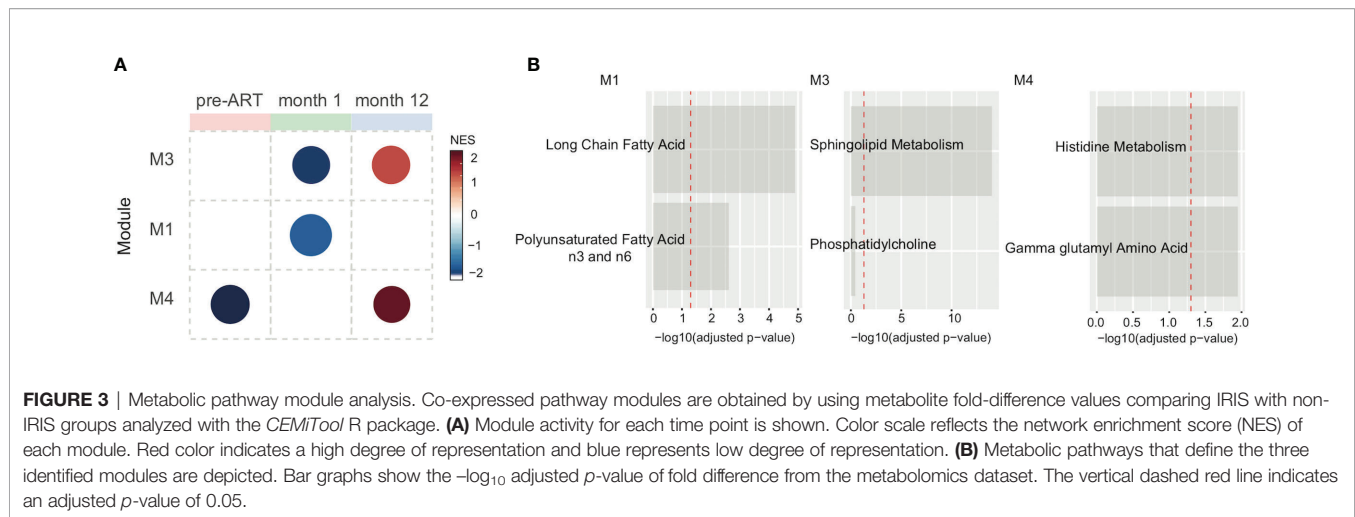 A
pre-ART month 1 month 12
Module
M3
M1
M4
NES
2
1
0
−1
−2
B
M1
Long Chain Fatty Acid
Polyunsaturated Fatty Acid
n3 and n6
0 1 2 3 4 5
−log10(adjusted p−value)
M3
Sphingolipid Metabolism
Phosphatidylcholine
0 5 10
−log10(adjusted p−value)
M4
Histidine Metabolism
Gamma glutamyl Amino Acid
0.0 0.5 1.0 1.5 2.0
−log10(adjusted p−value)
FIGURE 3 | Metabolic pathway module analysis. Co-expressed pathway modules are obtained by using metabolite fold-difference values comparing IRIS with non-
IRIS groups analyzed with the CEMiTool R package. (A) Module activity for each time point is shown. Color scale reflects the network enrichment score (NES) of
each module. Red color indicates a high degree of representation and blue represents low degree of representation. (B) Metabolic pathways that define the three
identified modules are depicted. Bar graphs show the –log10 adjusted p-value of fold difference from the metabolomics dataset. The vertical dashed red line indicates
an adjusted p-value of 0.05.